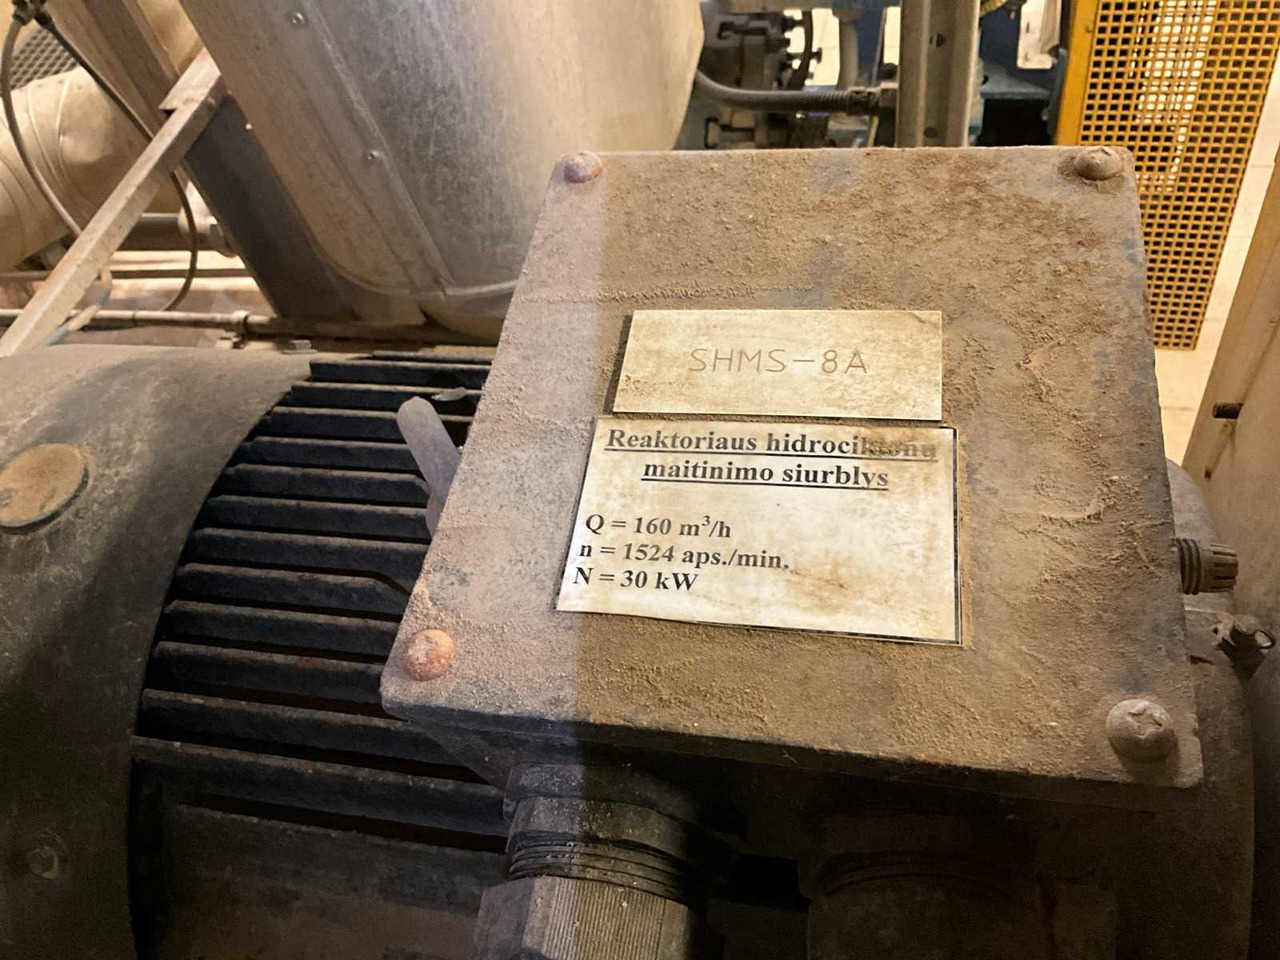 SHMS-8A
Reaktoriaus hidrociklonų
maitinimo siurblys
Q = 160 m³/h
n = 1524 aps./min.
N = 30 kW